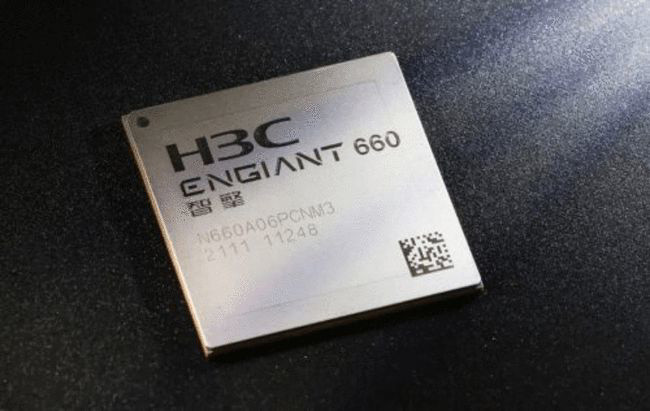 H3C
ENGIANT 660
智擎
N660A06PCNM3
2111 11248